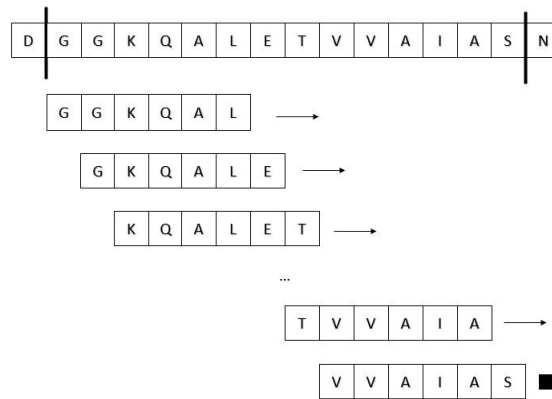 D G G K Q A L E T V V A I A S N
G G K Q A L
G K Q A L E
K Q A L E T
...
T V V A I A
V V A I A S